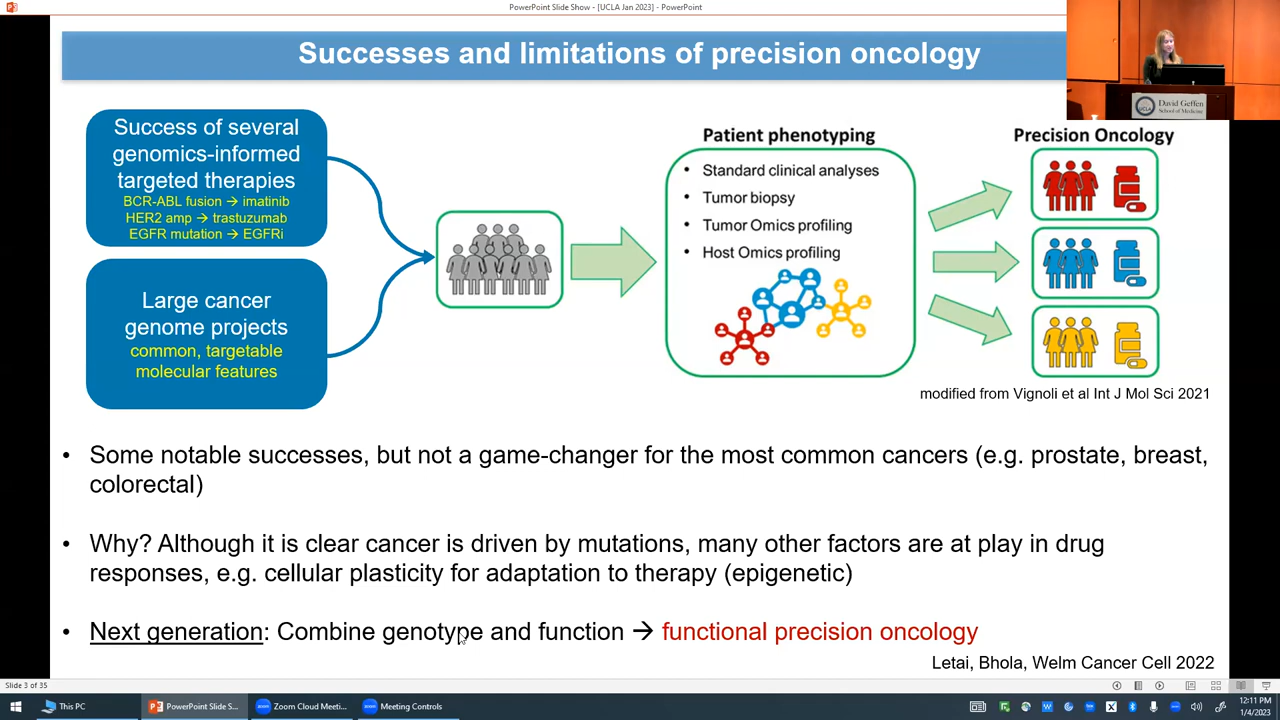 PowerPoint Slide Show - [UCLA Jan 2023] - PowerPoint
Successes and limitations of precision oncology
UCLA
David Geffen
School of Medicine
Success of several
genomics-informed
targeted therapies
BCR-ABL fusion → imatinib
HER2 amp → trastuzumab
EGFR mutation → EGFRi
Large cancer
genome projects
common, targetable
molecular features
Patient phenotyping
• Standard clinical analyses
• Tumor biopsy
• Tumor Omics profiling
• Host Omics profiling
Precision Oncology
modified from Vignoli et al Int J Mol Sci 2021
• Some notable successes, but not a game-changer for the most common cancers (e.g. prostate, breast,
colorectal)
• Why? Although it is clear cancer is driven by mutations, many other factors are at play in drug
responses, e.g. cellular plasticity for adaptation to therapy (epigenetic)
• Next generation: Combine genotype and function → functional precision oncology
Letai, Bhola, Welm Cancer Cell 2022
Slide 3 of 35
This PC
PowerPoint Slide S...
Zoom Cloud Meeti...
Meeting Controls
12:11 PM
1/4/2023